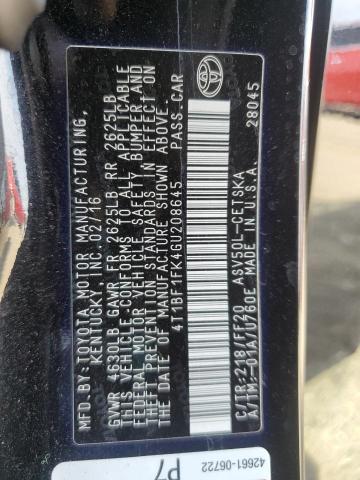 MFD.BY:TOYOTA MOTOR MANUFACTURING,
KENTUCKY, INC. 02/16
GVWR 4630LB GAWR FR 2625LB RR 2625LB
THIS VEHICLE CONFORMS TO ALL APPLICABLE
FEDERAL MOTOR VEHICLE SAFETY, BUMPER AND
THEFT PREVENTION STANDARDS IN EFFECT ON
THE DATE OF MANUFACTURE SHOWN ABOVE.
4T1BF1FK4GU208645 PASS.CAR
C/TR:218/FF20 ASV50L-CETSKA
A/TM:-01A/U760E MADE IN U.S.A. 28045
42661-06722
P7